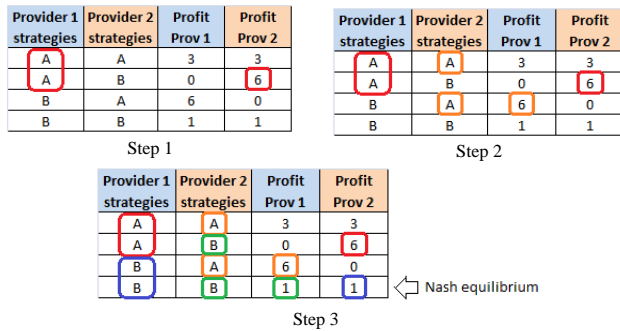 Provider 1 Provider 2 Profit Profit
strategies strategies Prov 1 Prov 2
A A 3 3
A B 0 6
B A 6 0
B B 1 1
Step 1
Provider 1 Provider 2 Profit Profit
strategies strategies Prov 1 Prov 2
A A 3 3
A B 0 6
B A 6 0
B B 1 1
Step 2
Provider 1 Provider 2 Profit Profit
strategies strategies Prov 1 Prov 2
A A 3 3
A B 0 6
B A 6 0
B B 1 1 Nash equilibrium
Step 3